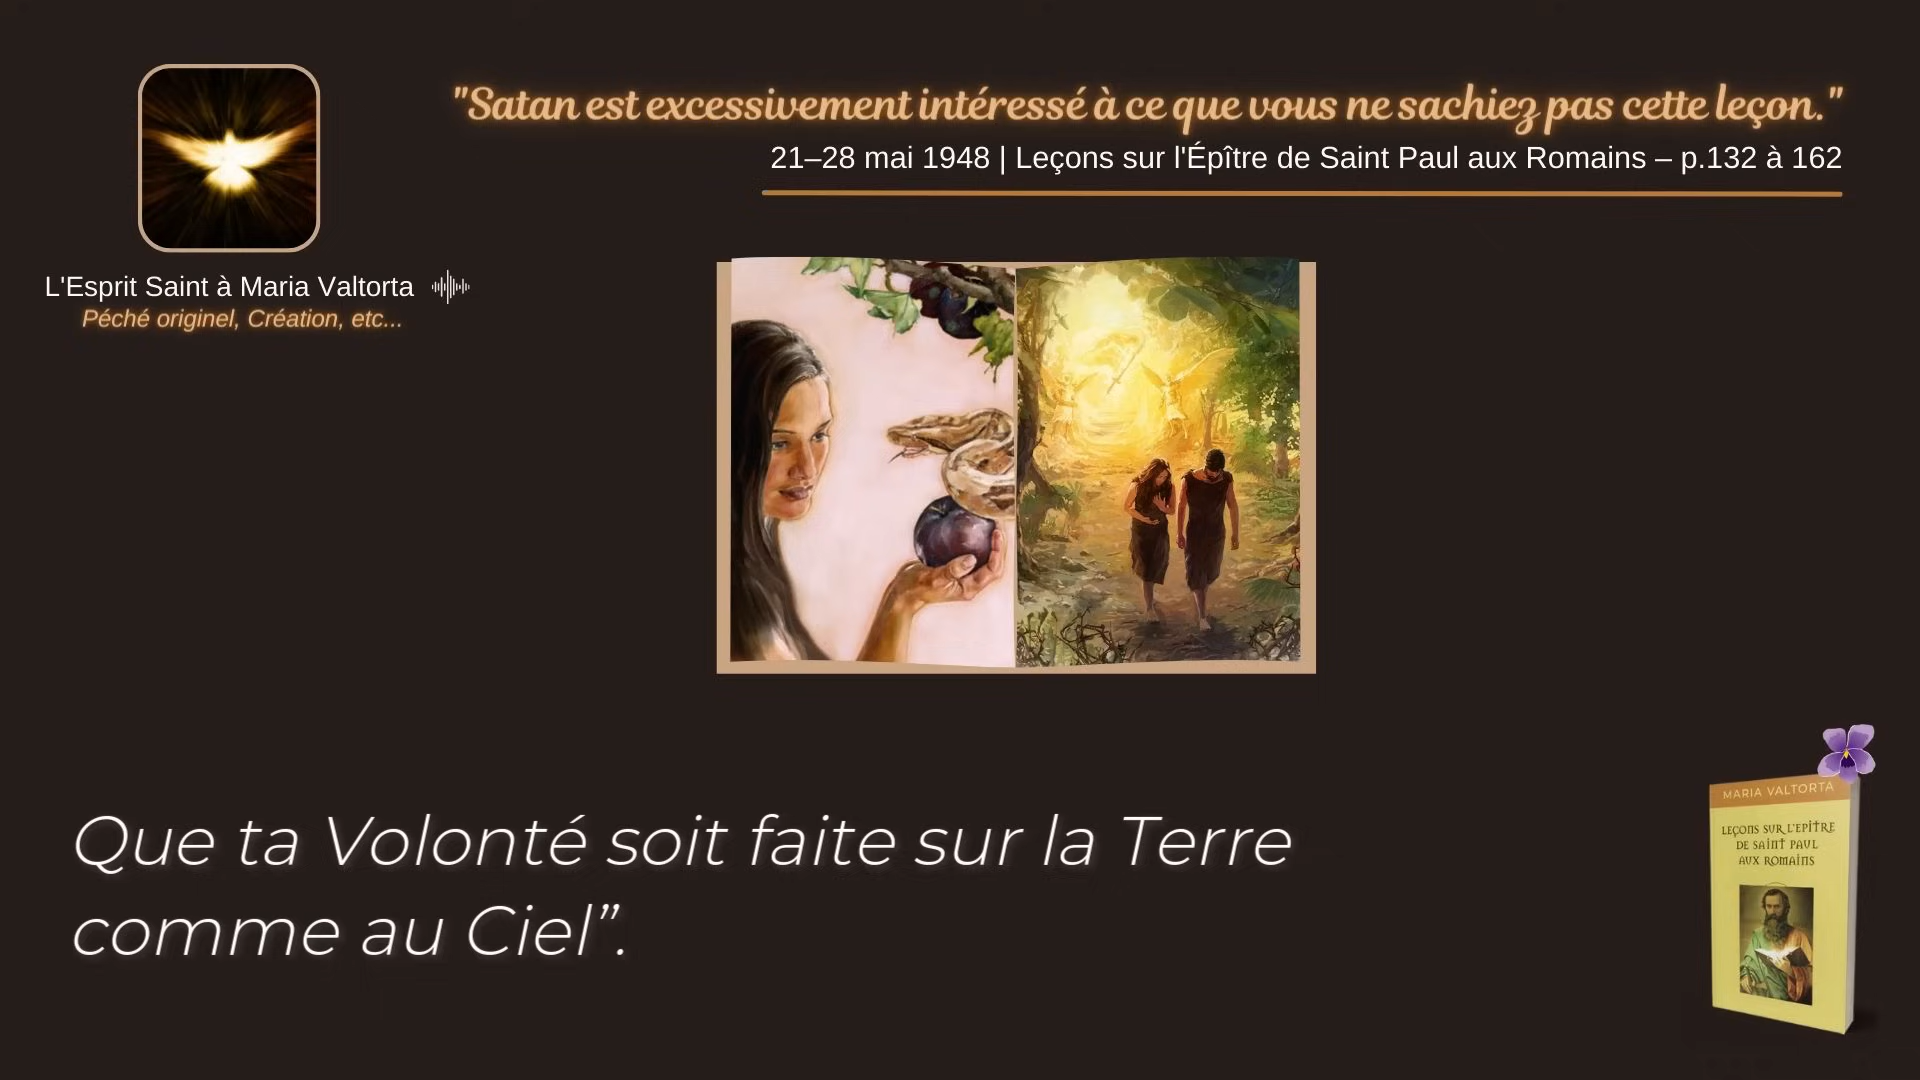 "Satan est excessivement intéressé à ce que vous ne sachiez pas cette leçon."
21–28 mai 1948 | Leçons sur l'Épître de Saint Paul aux Romains – p.132 à 162
L'Esprit Saint à Maria Valtorta
Péché originel, Création, etc...
Que ta Volonté soit faite sur la Terre
comme au Ciel”.
MARIA VALTORTA
LEÇONS SUR L'EPÎTRE
DE SAINT PAUL
AUX ROMAINS